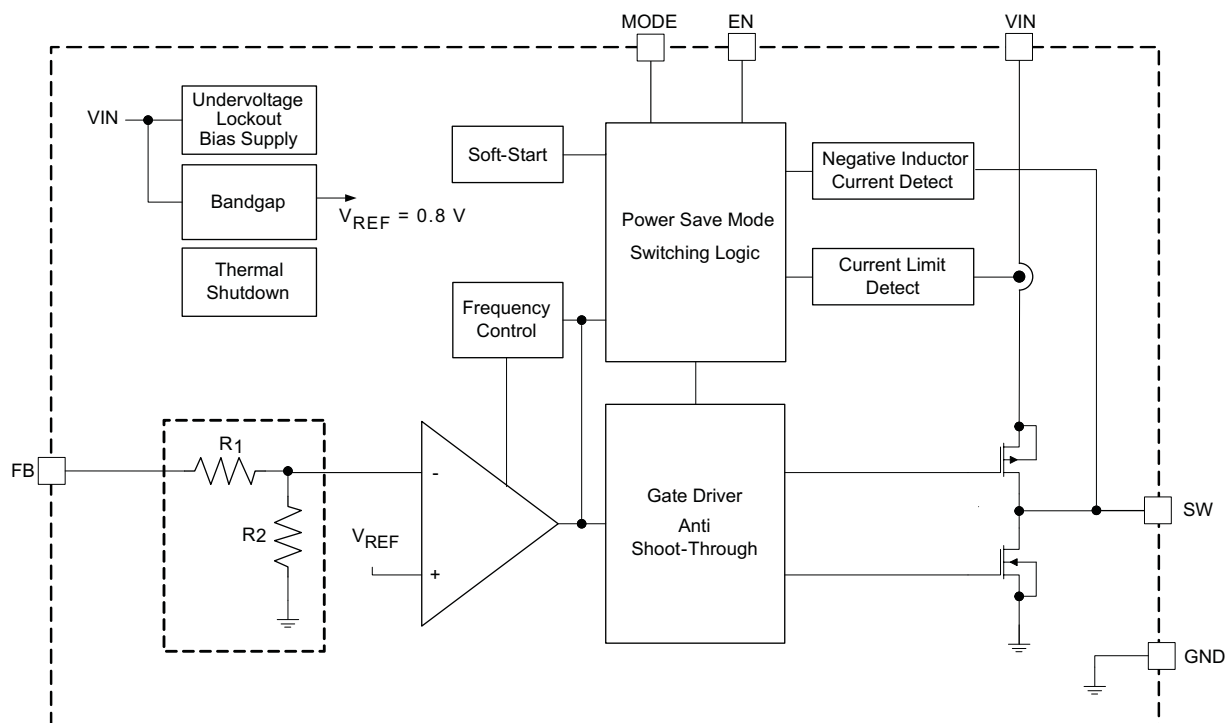 MODE
EN
VIN
VIN
Undervoltage
Lockout
Bias Supply
Bandgap
VREF = 0.8 V
Thermal
Shutdown
Soft-Start
Frequency
Control
Power Save Mode
Switching Logic
Negative Inductor
Current Detect
Current Limit
Detect
FB
R1
R2
VREF
-
+
Gate Driver
Anti
Shoot-Through
SW
GND